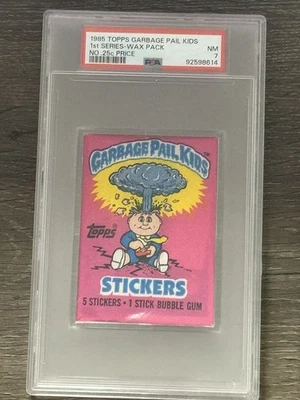 1985 TOPPS GARBAGE PAIL KIDS
1st SERIES-WAX PACK
NO .25c PRICE
NM
7
PSA
92598614
GARBAGE PAIL KIDS
Topps
STICKERS
5 STICKERS • 1 STICK BUBBLE GUM